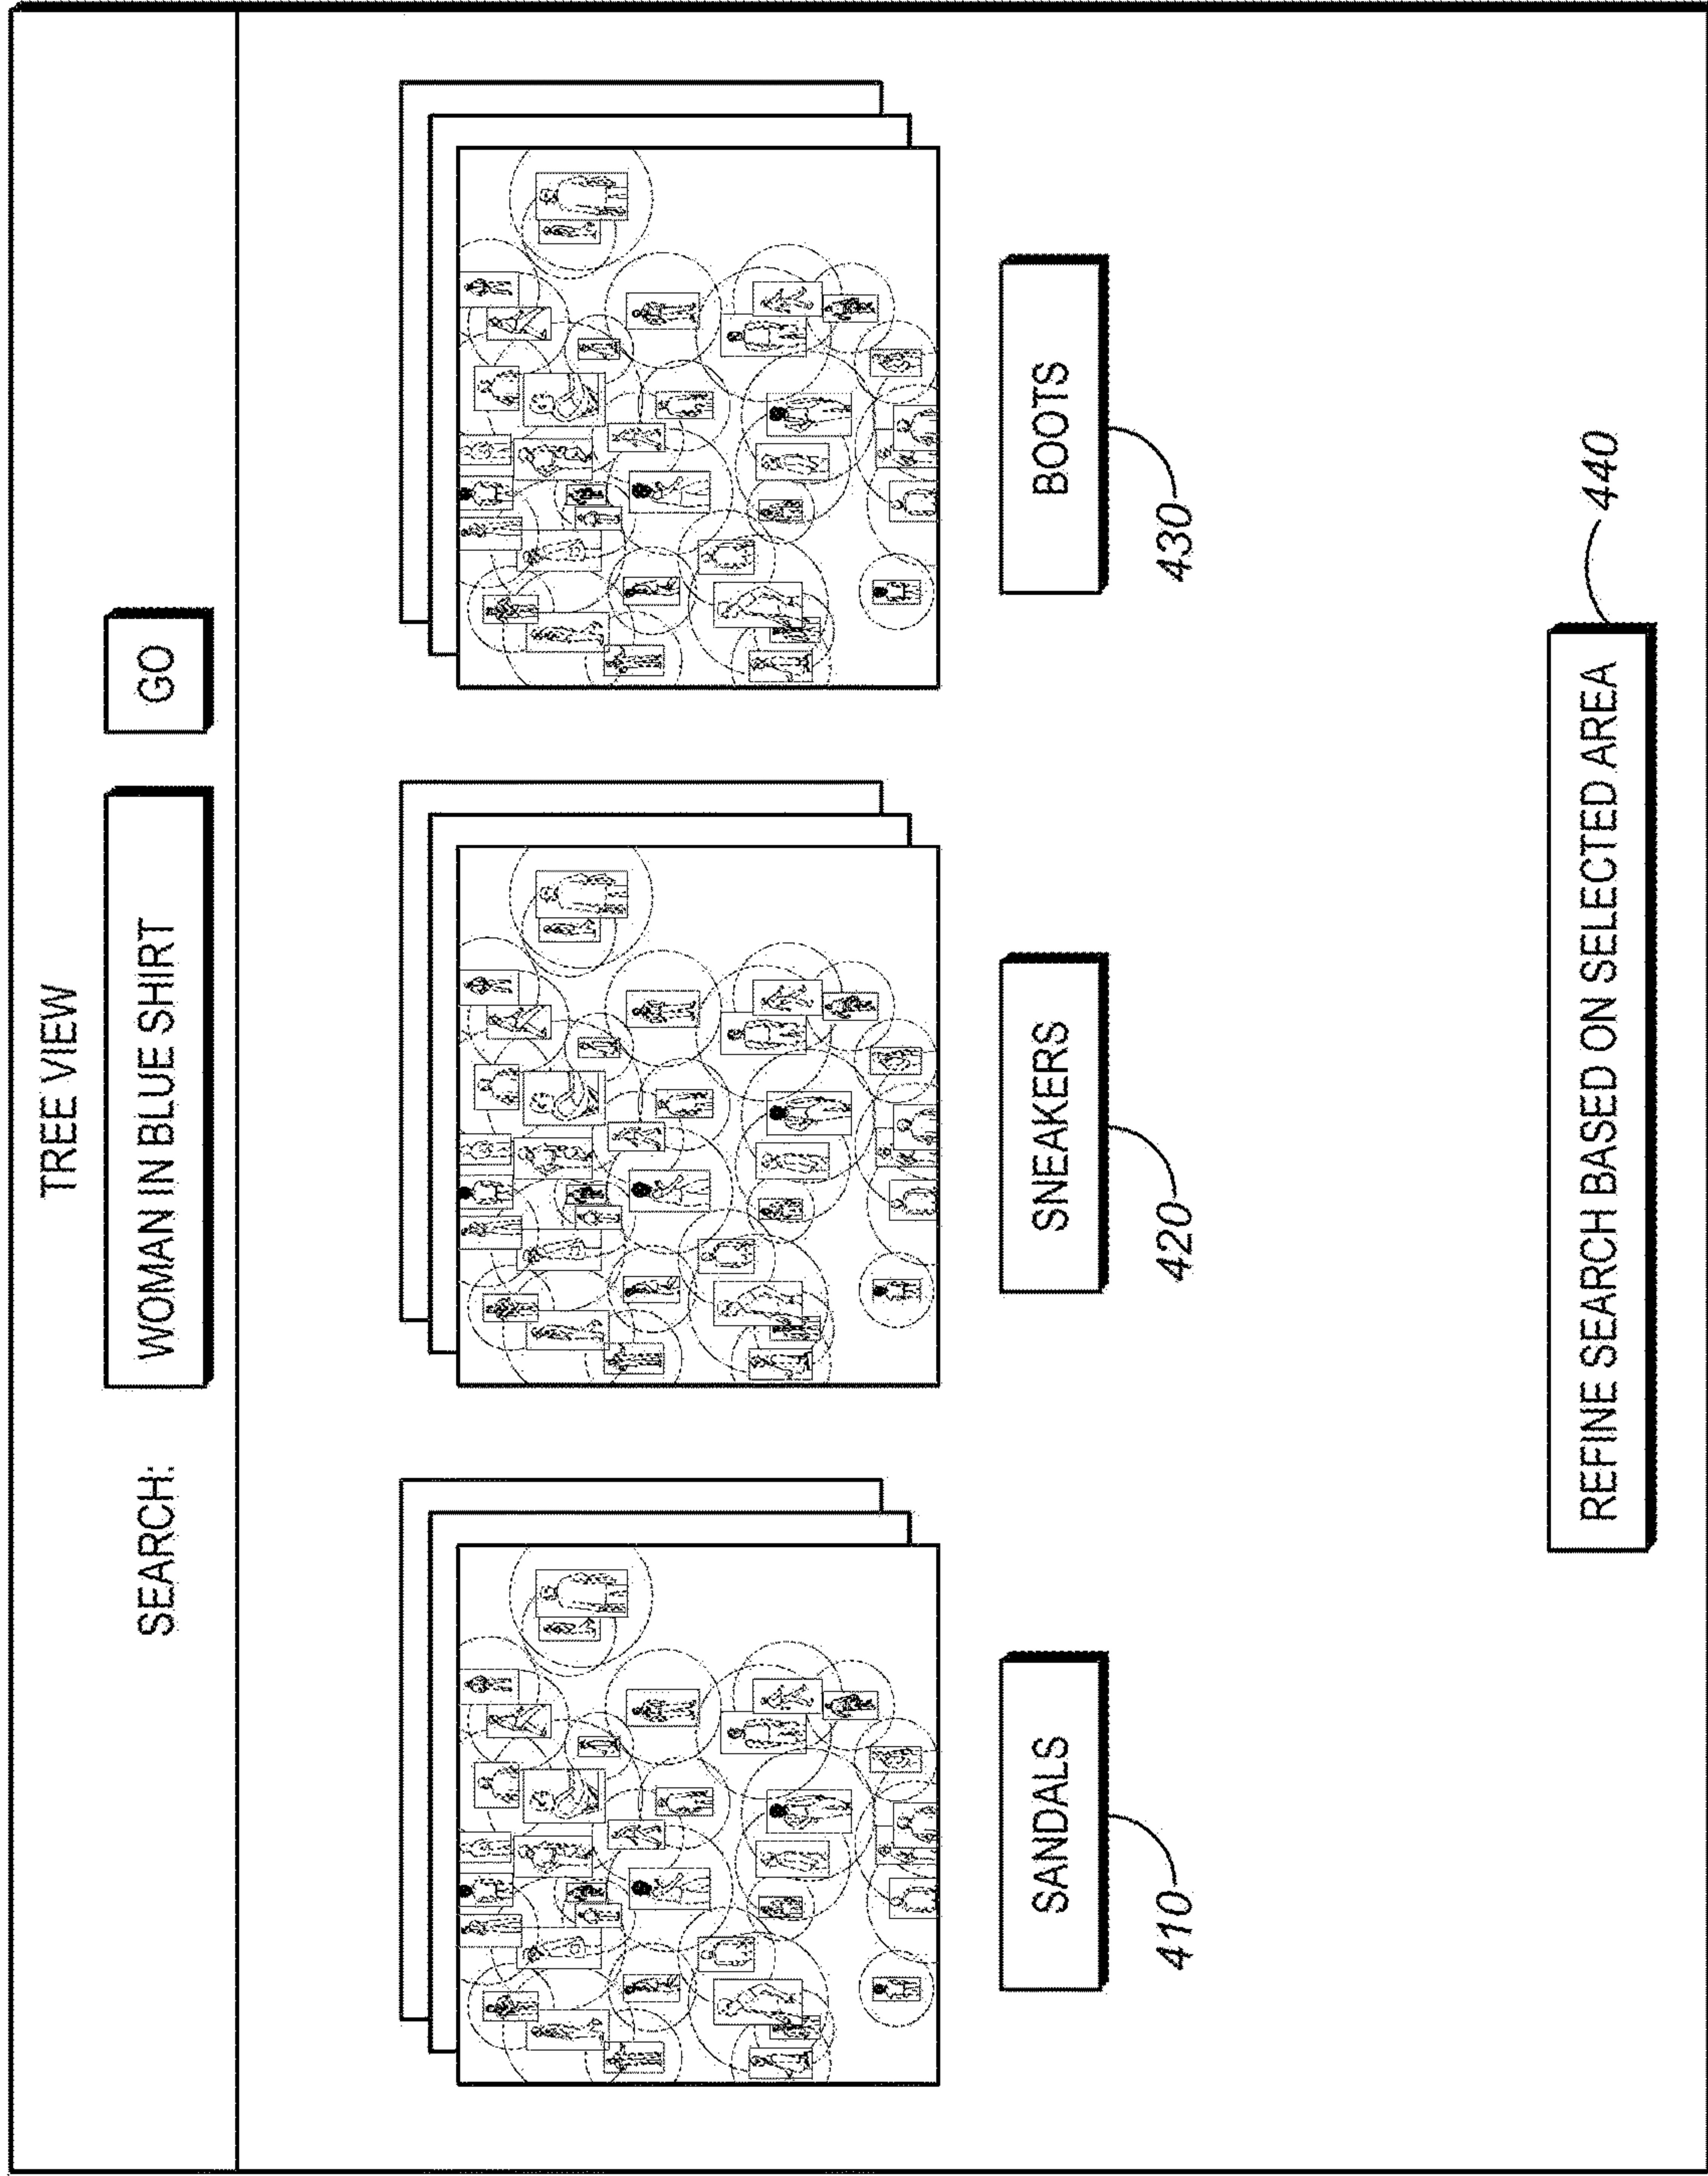 TREE VIEW
SEARCH: WOMAN IN BLUE SHIRT GO
SANDALS SNEAKERS BOOTS
410 420 430
REFINE SEARCH BASED ON SELECTED AREA
440